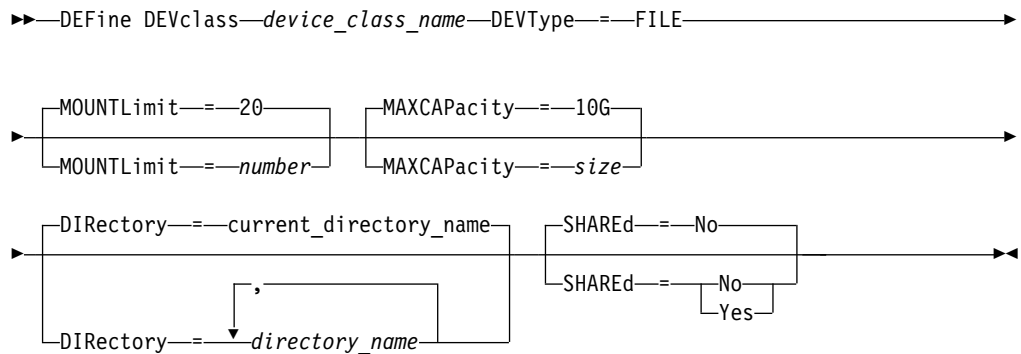 DEFine DEVclass device_class_name DEVType = FILE
MOUNTLimit = 20 MAXCAPacity = 10G
MOUNTLimit = number MAXCAPacity = size
DIRectory = current_directory_name SHAREd = No
SHAREd = No
Yes
,
DIRectory = directory_name